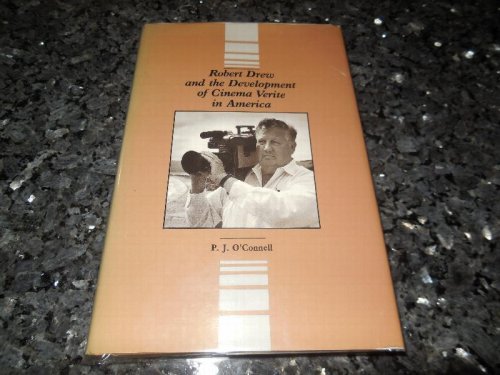 Robert Drew
and the Development
of Cinema Verite
in America
P. J. O'Connell